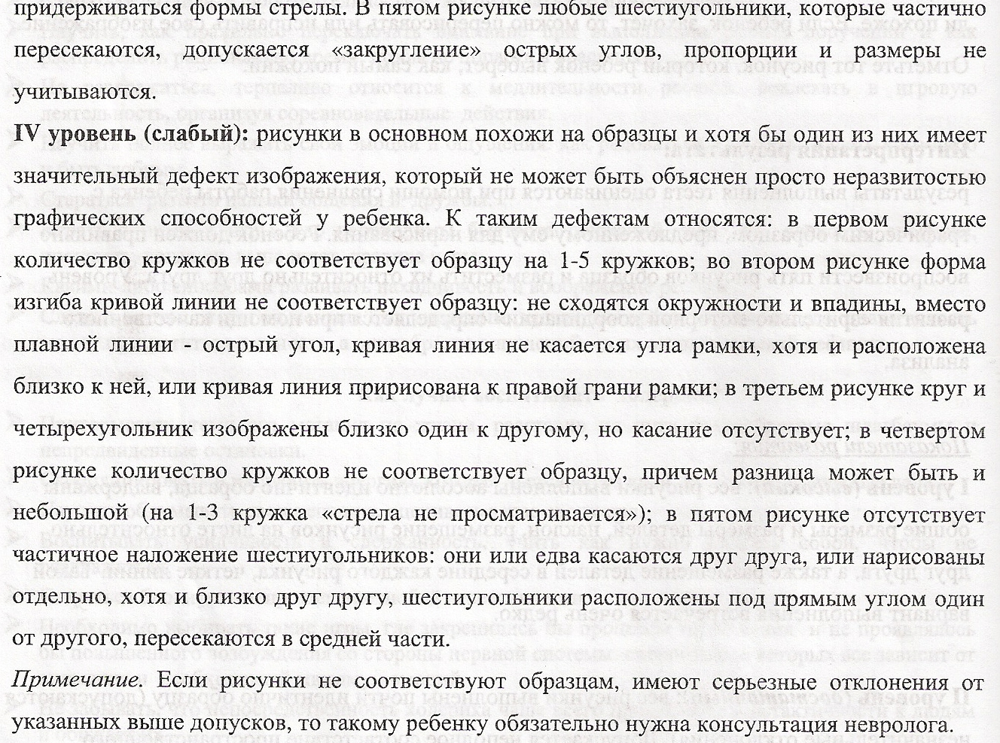 придерживаться формы стрелы. В пятом рисунке любые шестиугольники, которые частично
пересекаются, допускается «закругление» острых углов, пропорции и размеры не
учитываются.
IV уровень (слабый): рисунки в основном похожи на образцы и хотя бы один из них имеет
значительный дефект изображения, который не может быть объяснен просто неразвитостью
графических способностей у ребенка. К таким дефектам относятся: в первом рисунке
количество кружков не соответствует образцу на 1-5 кружков; во втором рисунке форма
изгиба кривой линии не соответствует образцу: не сходятся окружности и впадины, вместо
плавной линии - острый угол, кривая линия не касается угла рамки, хотя и расположена
близко к ней, или кривая линия пририсована к правой грани рамки; в третьем рисунке круг и
четырехугольник изображены близко один к другому, но касание отсутствует; в четвертом
рисунке количество кружков не соответствует образцу, причем разница может быть и
небольшой (на 1-3 кружка «стрела не просматривается»); в пятом рисунке отсутствует
частичное наложение шестиугольников: они или едва касаются друг друга, или нарисованы
отдельно, хотя и близко друг другу, шестиугольники расположены под прямым углом один
от другого, пересекаются в средней части.
Примечание. Если рисунки не соответствуют образцам, имеют серьезные отклонения от
указанных выше допусков, то такому ребенку обязательно нужна консультация невролога.